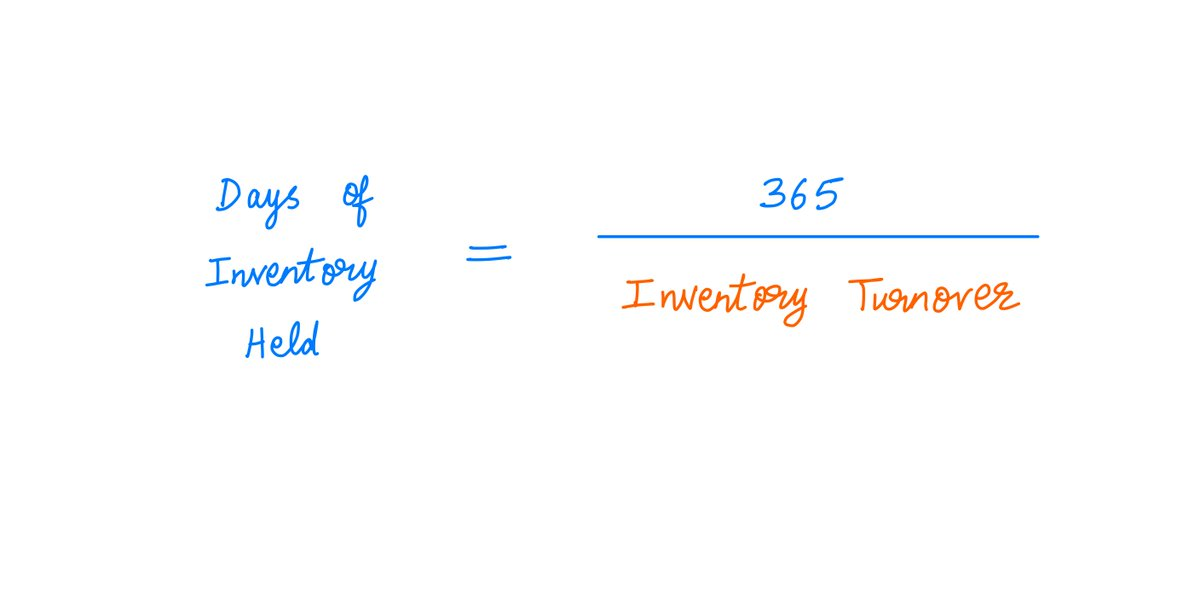 Days of
Inventory
Held
=
365
Inventory Turnover